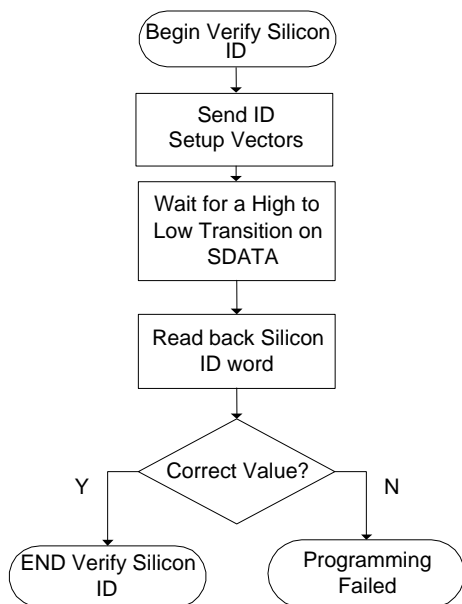 Begin Verify Silicon
ID
Send ID
Setup Vectors
Wait for a High to
Low Transition on
SDATA
Read back Silicon
ID word
Correct Value?
Y
N
END Verify Silicon
ID
Programming
Failed